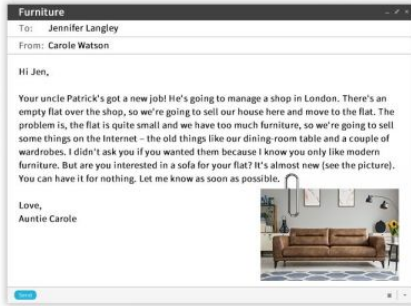 Furniture
To: Jennifer Langley
From: Carole Watson
Hi Jen,
Your uncle Patrick's got a new job! He's going to manage a shop in London. There's an
empty flat over the shop, so we're going to sell our house here and move to the flat. The
problem is, the flat is quite small and we have too much furniture, so we're going to sell
some things on the Internet – the old things like our dining-room table and a couple of
wardrobes. I didn't ask you if you wanted them because I know you only like modern
furniture. But are you interested in a sofa for your flat? It's almost new (see the picture).
You can have it for nothing. Let me know as soon as possible.
Love,
Auntie Carole
Send